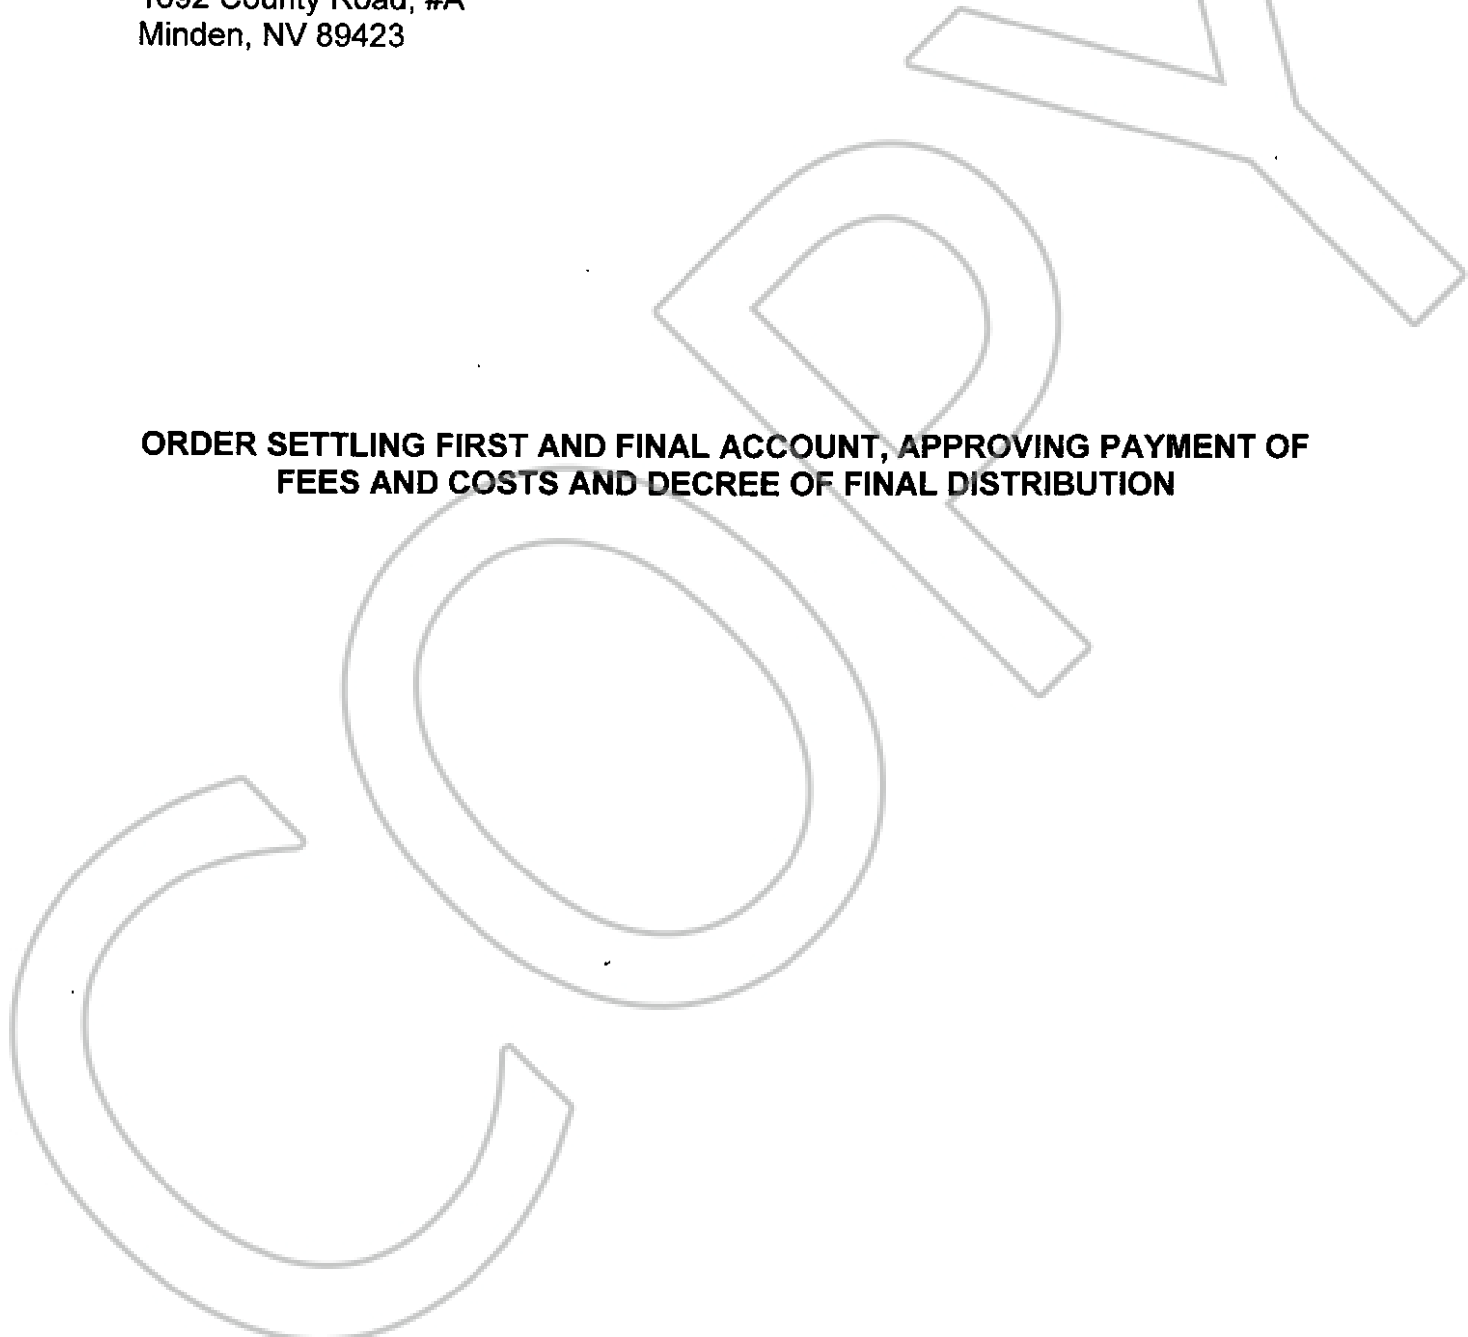 1092 County Road, #A
Minden, NV 89423
ORDER SETTLING FIRST AND FINAL ACCOUNT, APPROVING PAYMENT OF
FEES AND COSTS AND DECREE OF FINAL DISTRIBUTION
COPY